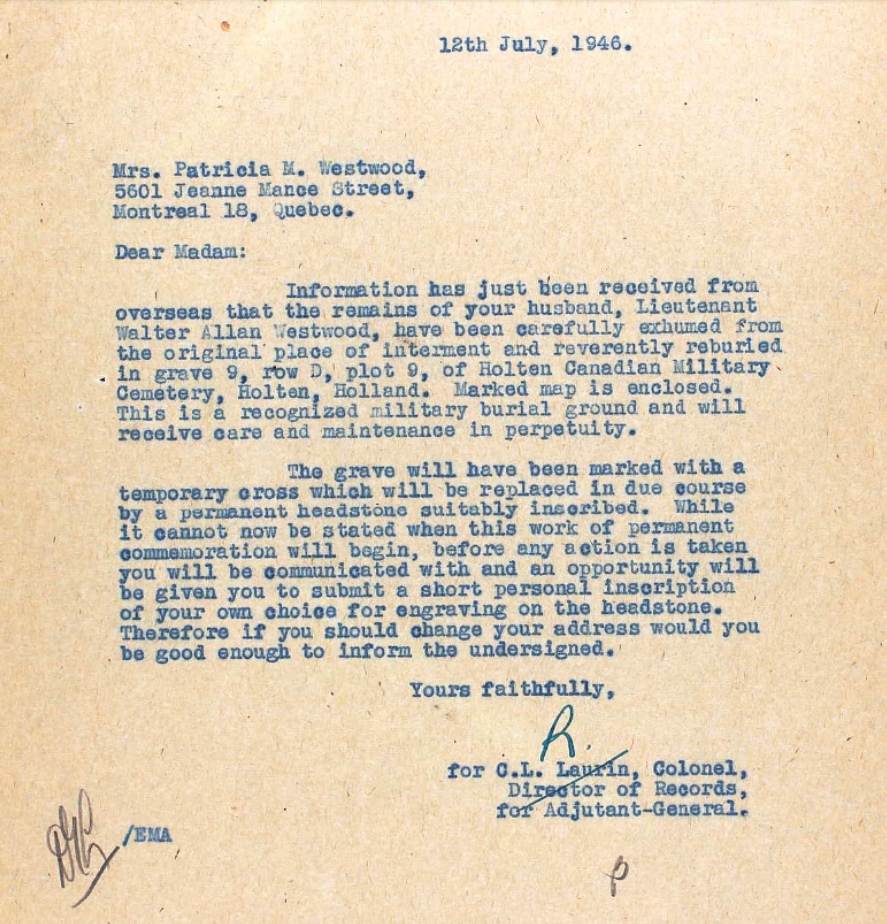 12th July, 1946.
Mrs. Patricia M. Westwood,
5601 Jeanne Mance Street,
Montreal 18, Quebec.
Dear Madam:
Information has just been received from
overseas that the remains of your husband, Lieutenant
Walter Allan Westwood, have been carefully exhumed from
the original place of interment and reverently reburied
in grave 9, row D, plot 9, of Holten Canadian Military
Cemetery, Holten, Holland. Marked map is enclosed.
This is a recognized military burial ground and will
receive care and maintenance in perpetuity.
The grave will have been marked with a
temporary cross which will be replaced in due course
by a permanent headstone suitably inscribed. While
it cannot now be stated when this work of permanent
commemoration will begin, before any action is taken
you will be communicated with and an opportunity will
be given you to submit a short personal inscription
of your own choice for engraving on the headstone.
Therefore if you should change your address would you
be good enough to inform the undersigned.
Yours faithfully,
R.
for C.L. Laurin, Colonel,
Director of Records,
for Adjutant-General.
/EMA